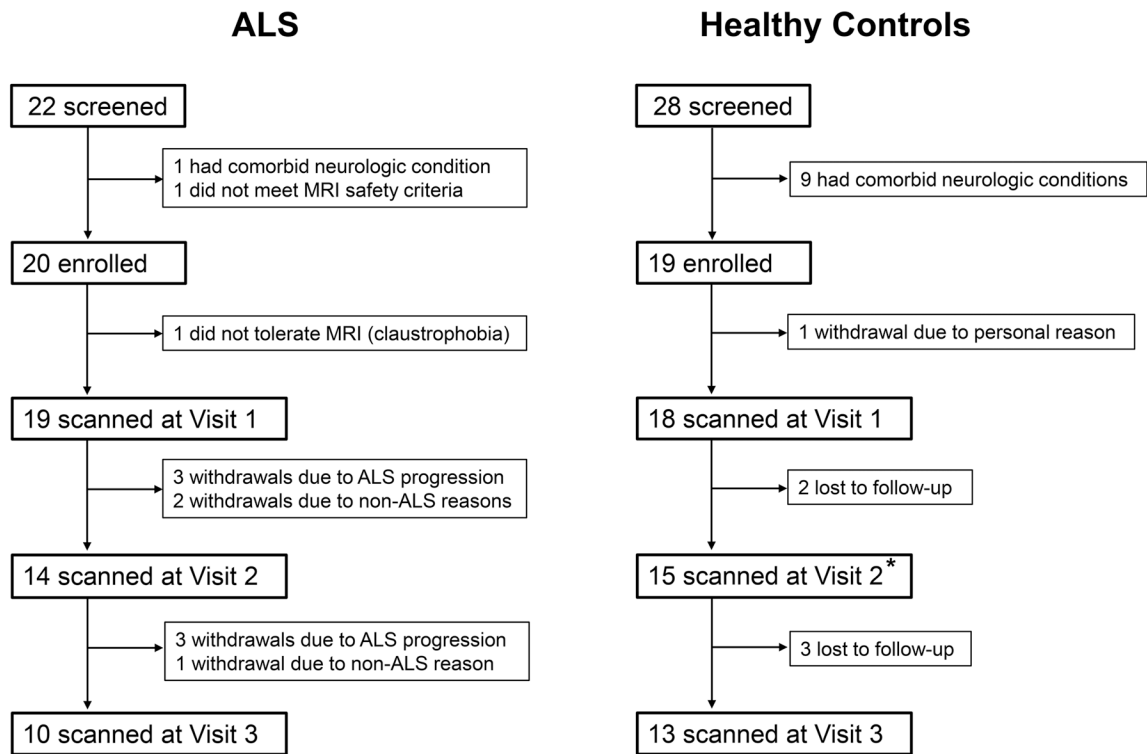 ALS
22 screened
1 had comorbid neurologic condition
1 did not meet MRI safety criteria
20 enrolled
1 did not tolerate MRI (claustrophobia)
19 scanned at Visit 1
3 withdrawals due to ALS progression
2 withdrawals due to non-ALS reasons
14 scanned at Visit 2
3 withdrawals due to ALS progression
1 withdrawal due to non-ALS reason
10 scanned at Visit 3
Healthy Controls
28 screened
9 had comorbid neurologic conditions
19 enrolled
1 withdrawal due to personal reason
18 scanned at Visit 1
2 lost to follow-up
15 scanned at Visit 2*
3 lost to follow-up
13 scanned at Visit 3